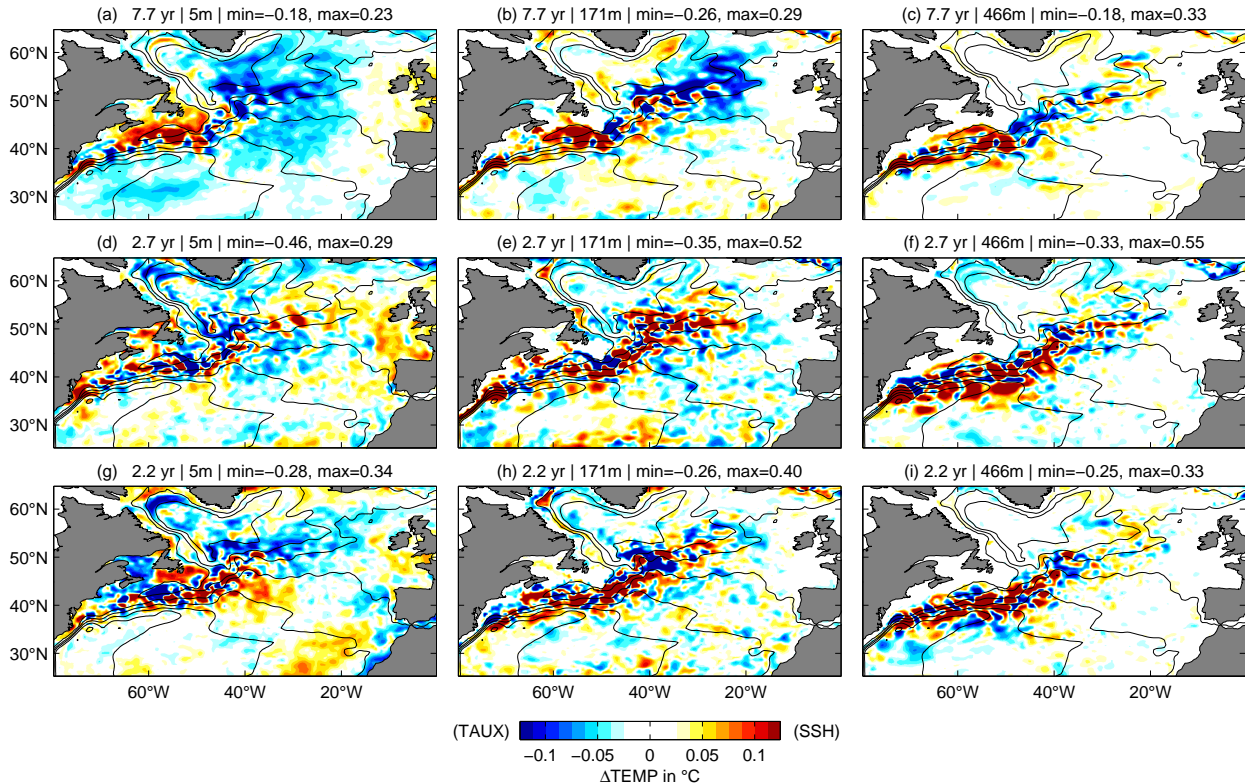 (a) 7.7 yr | 5m | min=−0.18, max=0.23
(b) 7.7 yr | 171m | min=−0.26, max=0.29
(c) 7.7 yr | 466m | min=−0.18, max=0.33
60°N
50°N
40°N
30°N
(d) 2.7 yr | 5m | min=−0.46, max=0.29
(e) 2.7 yr | 171m | min=−0.35, max=0.52
(f) 2.7 yr | 466m | min=−0.33, max=0.55
60°N
50°N
40°N
30°N
(g) 2.2 yr | 5m | min=−0.28, max=0.34
(h) 2.2 yr | 171m | min=−0.26, max=0.40
(i) 2.2 yr | 466m | min=−0.25, max=0.33
60°N
50°N
40°N
30°N
60°W 40°W 20°W 60°W 40°W 20°W 60°W 40°W 20°W
(TAUX) (SSH)
−0.1 −0.05 0 0.05 0.1
ΔTEMP in °C